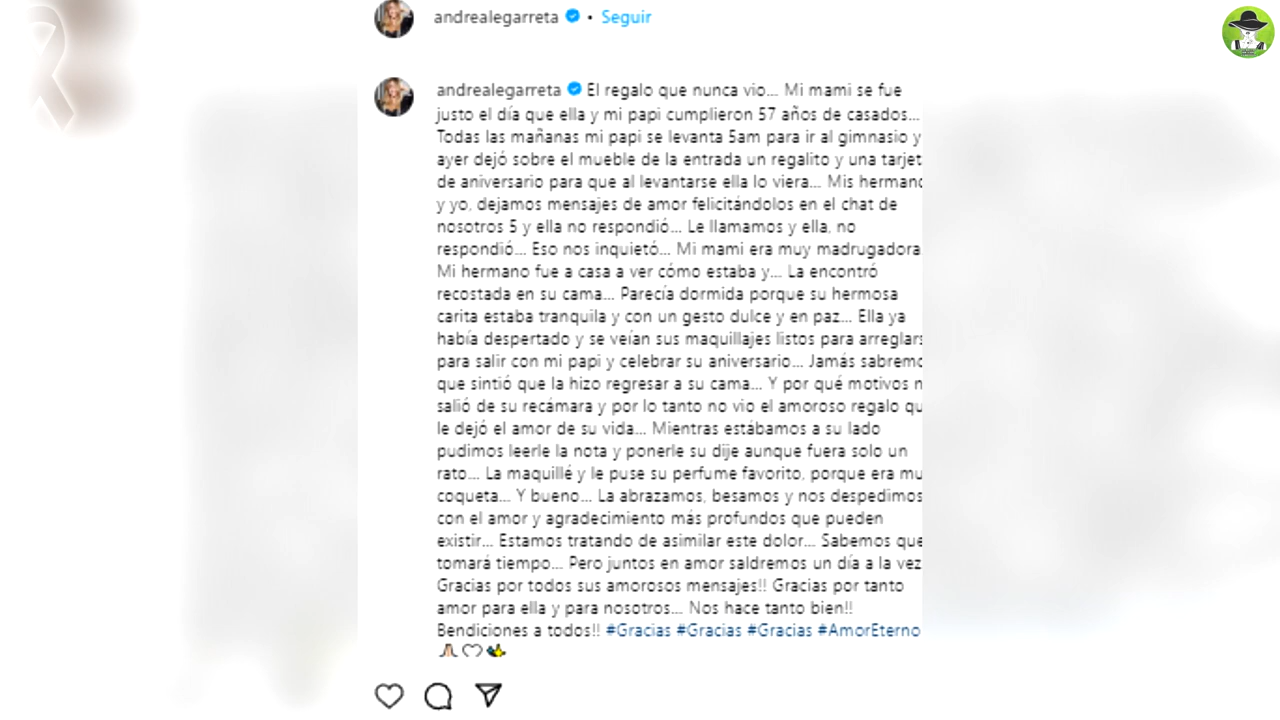 andrealegarreta • Seguir
andrealegarreta El regalo que nunca vio... Mi mami se fue
justo el día que ella y mi papi cumplieron 57 años de casados...
Todas las mañanas mi papi se levanta 5am para ir al gimnasio y
ayer dejó sobre el mueble de la entrada un regalito y una tarjet
de aniversario para que al levantarse ella lo viera... Mis hermano
y yo, dejamos mensajes de amor felicitándolos en el chat de
nosotros 5 y ella no respondió... Le llamamos y ella, no
respondió... Eso nos inquietó... Mi mami era muy madrugadora
Mi hermano fue a casa a ver cómo estaba y... La encontró
recostada en su cama... Parecía dormida porque su hermosa
carita estaba tranquila y con un gesto dulce y en paz... Ella ya
había despertado y se veían sus maquillajes listos para arreglars
para salir con mi papi y celebrar su aniversario... Jamás sabremo
que sintió que la hizo regresar a su cama... Y por qué motivos n
salió de su recámara y por lo tanto no vio el amoroso regalo qu
le dejó el amor de su vida... Mientras estábamos a su lado
pudimos leerle la nota y ponerle su dije aunque fuera solo un
rato... La maquillé y le puse su perfume favorito, porque era mu
coqueta... Y bueno... La abrazamos, besamos y nos despedimos
con el amor y agradecimiento más profundos que pueden
existir... Estamos tratando de asimilar este dolor... Sabemos que
tomará tiempo... Pero juntos en amor saldremos un día a la vez
Gracias por todos sus amorosos mensajes!! Gracias por tanto
amor para ella y para nosotros... Nos hace tanto bien!!
Bendiciones a todos!! #Gracias #Gracias #Gracias #AmorEterno